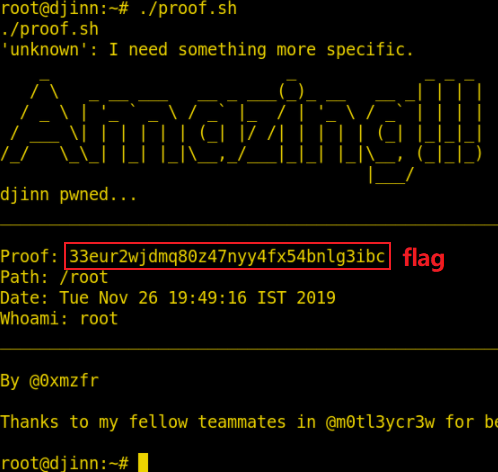 root@djinn:~# ./proof.sh
./proof.sh
'unknown': I need something more specific.
Amazing!!!
djinn pwned...
Proof: 33eur2wjdmq80z47nyy4fx54bnlg3ibc flag
Path: /root
Date: Tue Nov 26 19:49:16 IST 2019
Whoami: root
By @0xmzfr
Thanks to my fellow teammates in @m0tl3ycr3w for be
root@djinn:~#